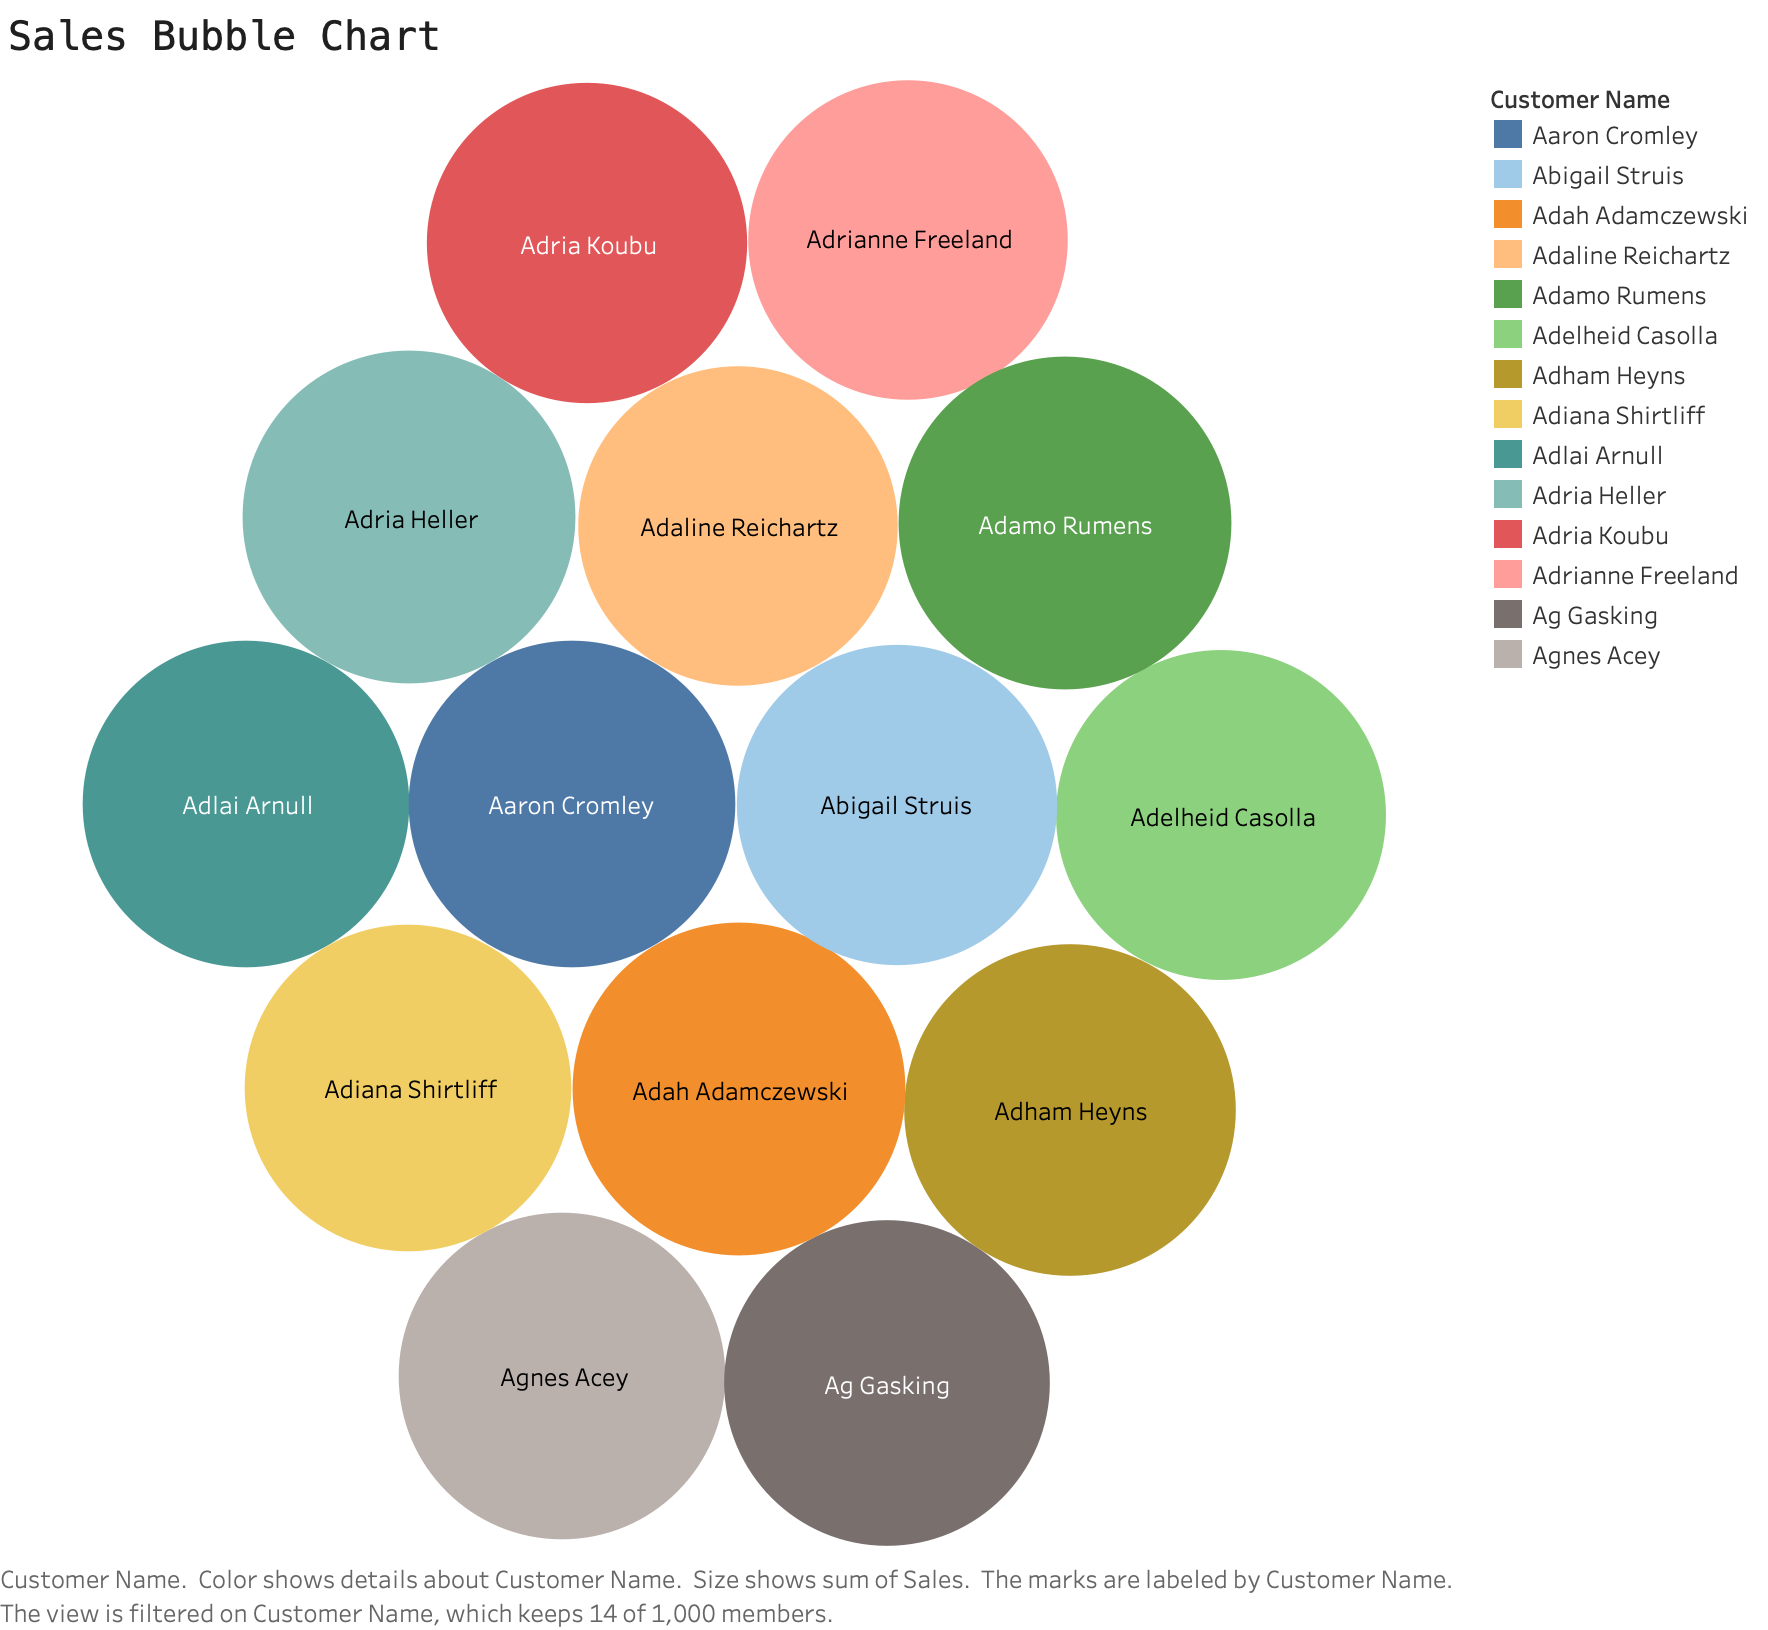 Sales Bubble Chart
Customer Name
Aaron Cromley
Abigail Struis
Adah Adamczewski
Adaline Reichartz
Adamo Rumens
Adelheid Casolla
Adham Heyns
Adiana Shirtliff
Adlai Arnull
Adria Heller
Adria Koubu
Adrianne Freeland
Ag Gasking
Agnes Acey
Adria Koubu
Adrianne Freeland
Adria Heller
Adaline Reichartz
Adamo Rumens
Adlai Arnull
Aaron Cromley
Abigail Struis
Adelheid Casolla
Adiana Shirtliff
Adah Adamczewski
Adham Heyns
Agnes Acey
Ag Gasking
Customer Name.  Color shows details about Customer Name.  Size shows sum of Sales.  The marks are labeled by Customer Name.
The view is filtered on Customer Name, which keeps 14 of 1,000 members.